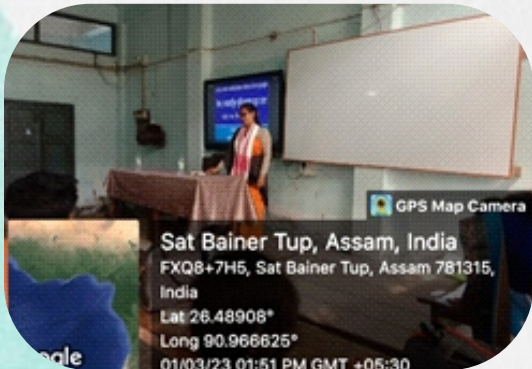 GPS Map Camera
Sat Bainer Tup, Assam, India
FXQ8+7H5, Sat Bainer Tup, Assam 781315,
India
Lat 26.48908°
Long 90.966625°
01/03/23 01:51 PM GMT +05:30